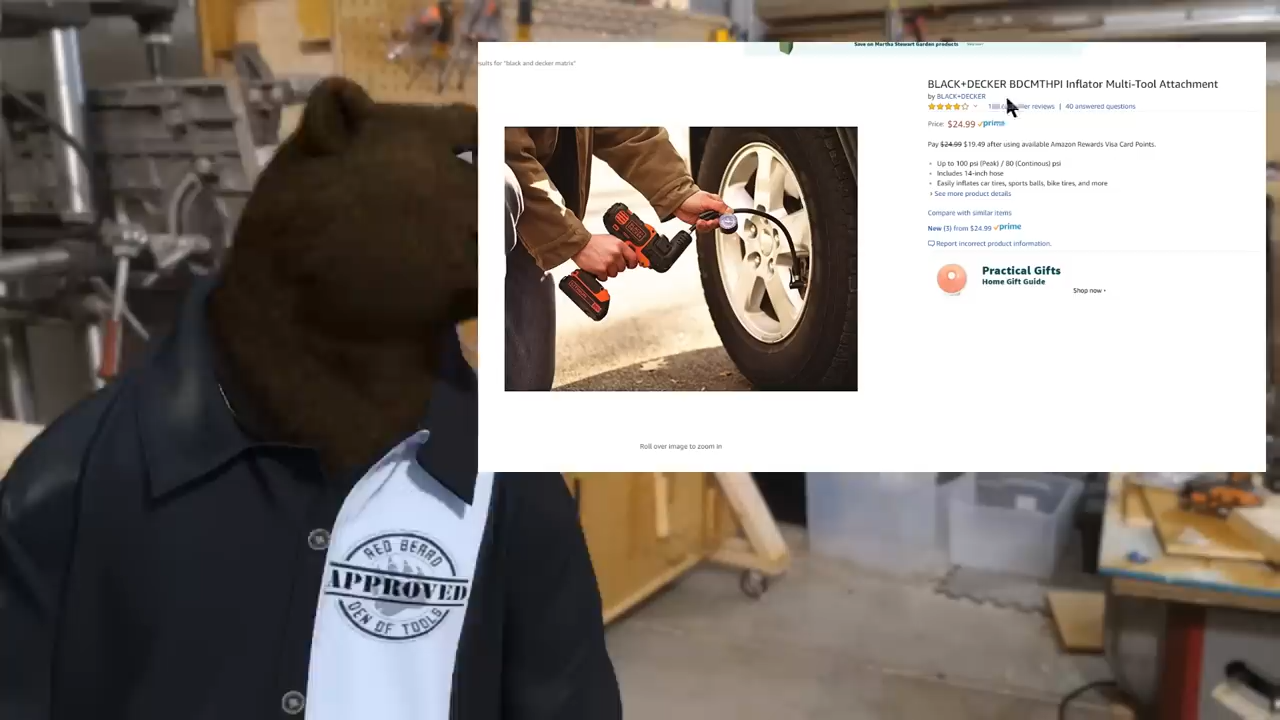 Save on Martha Stewart Garden products
sults for "black and decker matrix"
BLACK+DECKER BDCMTHPI Inflator Multi-Tool Attachment
by BLACK+DECKER
reviews | 40 answered questions
Price: $24.99 prime
Pay $24.99 $19.49 after using available Amazon Rewards Visa Card Points.
Up to 100 psi (Peak) / 80 (Continous) psi
Includes 14-inch hose
Easily inflates car tires, sports balls, bike tires, and more
› See more product details
Compare with similar items
New (3) from $24.99 prime
Report incorrect product information.
Practical Gifts
Home Gift Guide
Shop now ›
Roll over image to zoom in
RED BEARD
APPROVED
DEN OF TOOLS